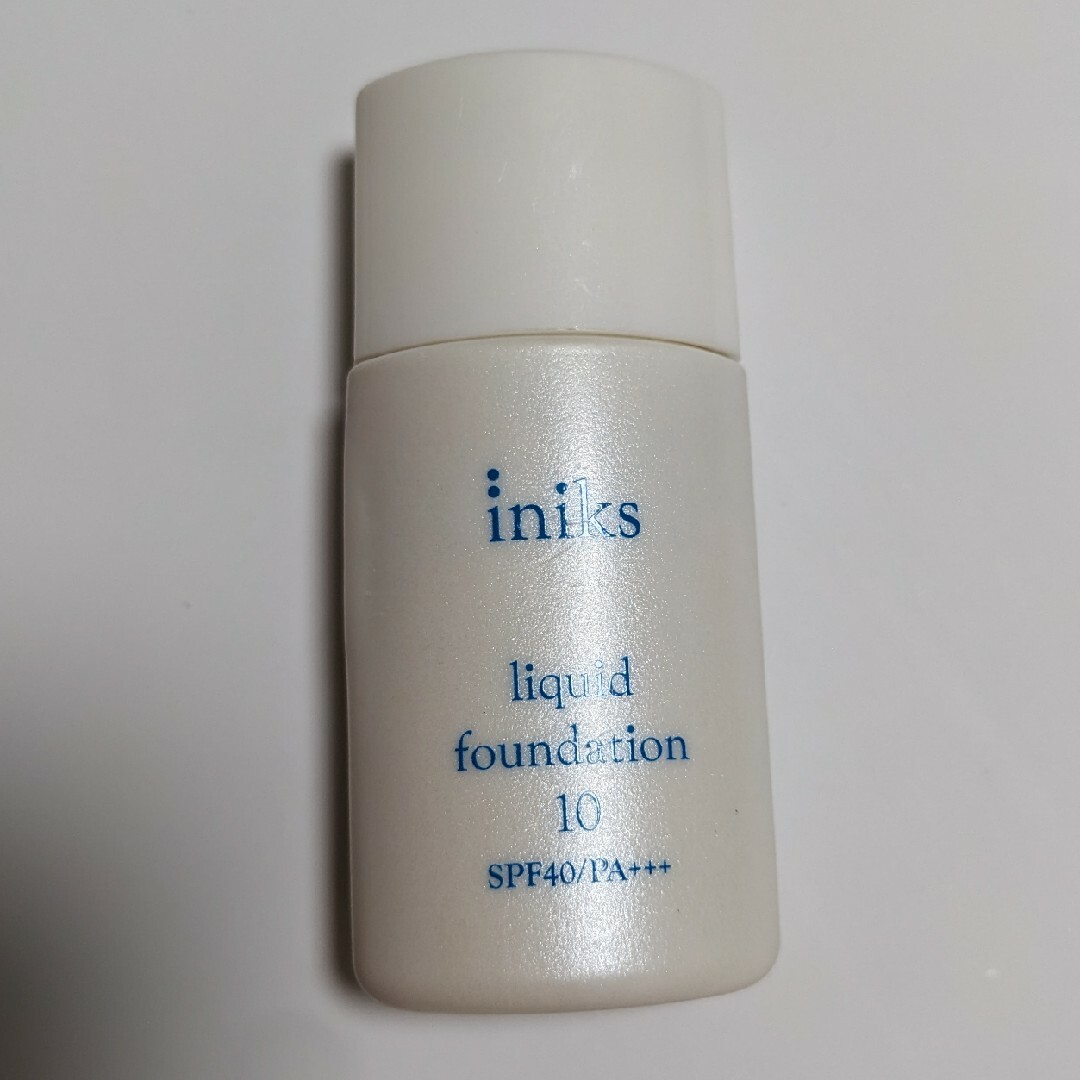 iniks
liquid
foundation
10
SPF40/PA+++